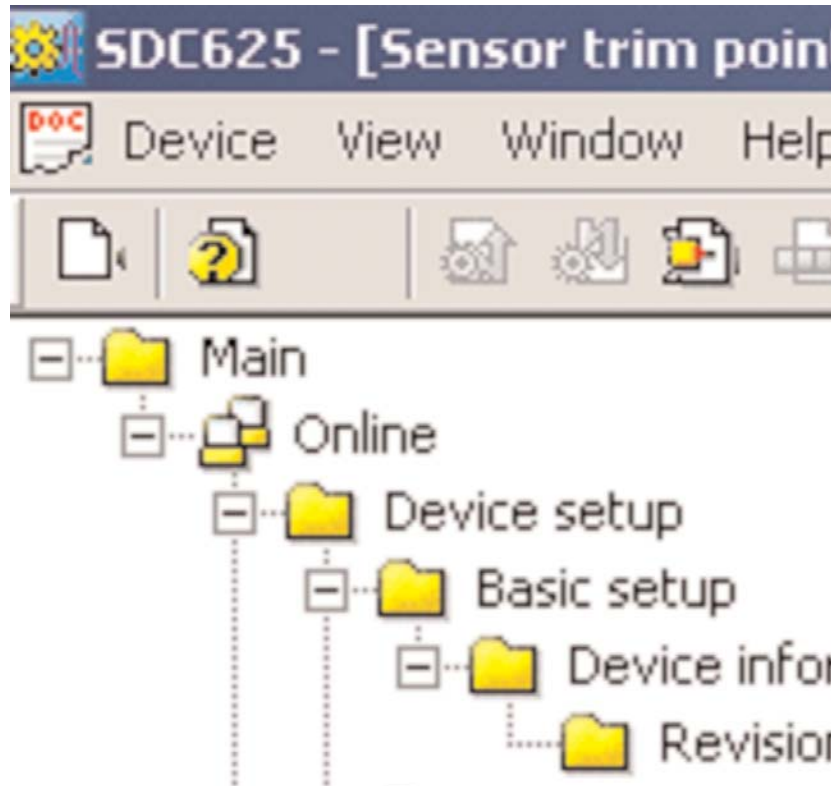 SDC625 - [Sensor trim poin
DOC Device View Window Help
Main
Online
Device setup
Basic setup
Device infor
Revision